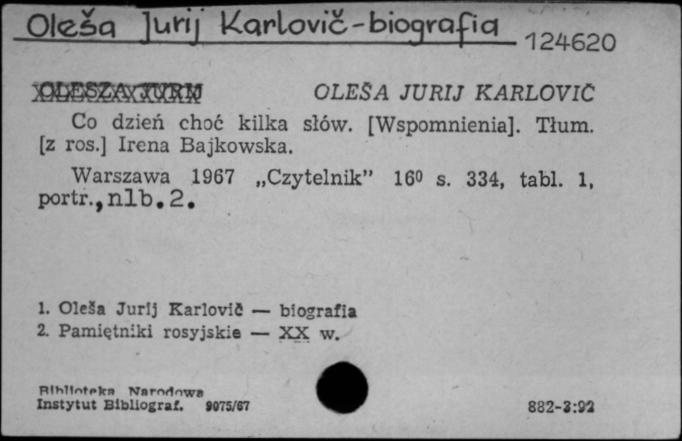 Oleša Jurij Karlovič-biografia
124620
OLESZA JURIJ OLEŠA JURIJ KARLOVIČ
Co dzień choć kilka słów. [Wspomnienia]. Tłum.
[z ros.] Irena Bajkowska.
Warszawa 1967 „Czytelnik” 16⁰ s. 334, tabl. 1,
portr., nlb. 2.
1. Oleša Jurij Karlovič — biografia
2. Pamiętniki rosyjskie — XX w.
Biblioteka Narodowa
Instytut Bibliograf. 9075/67
882-3:92